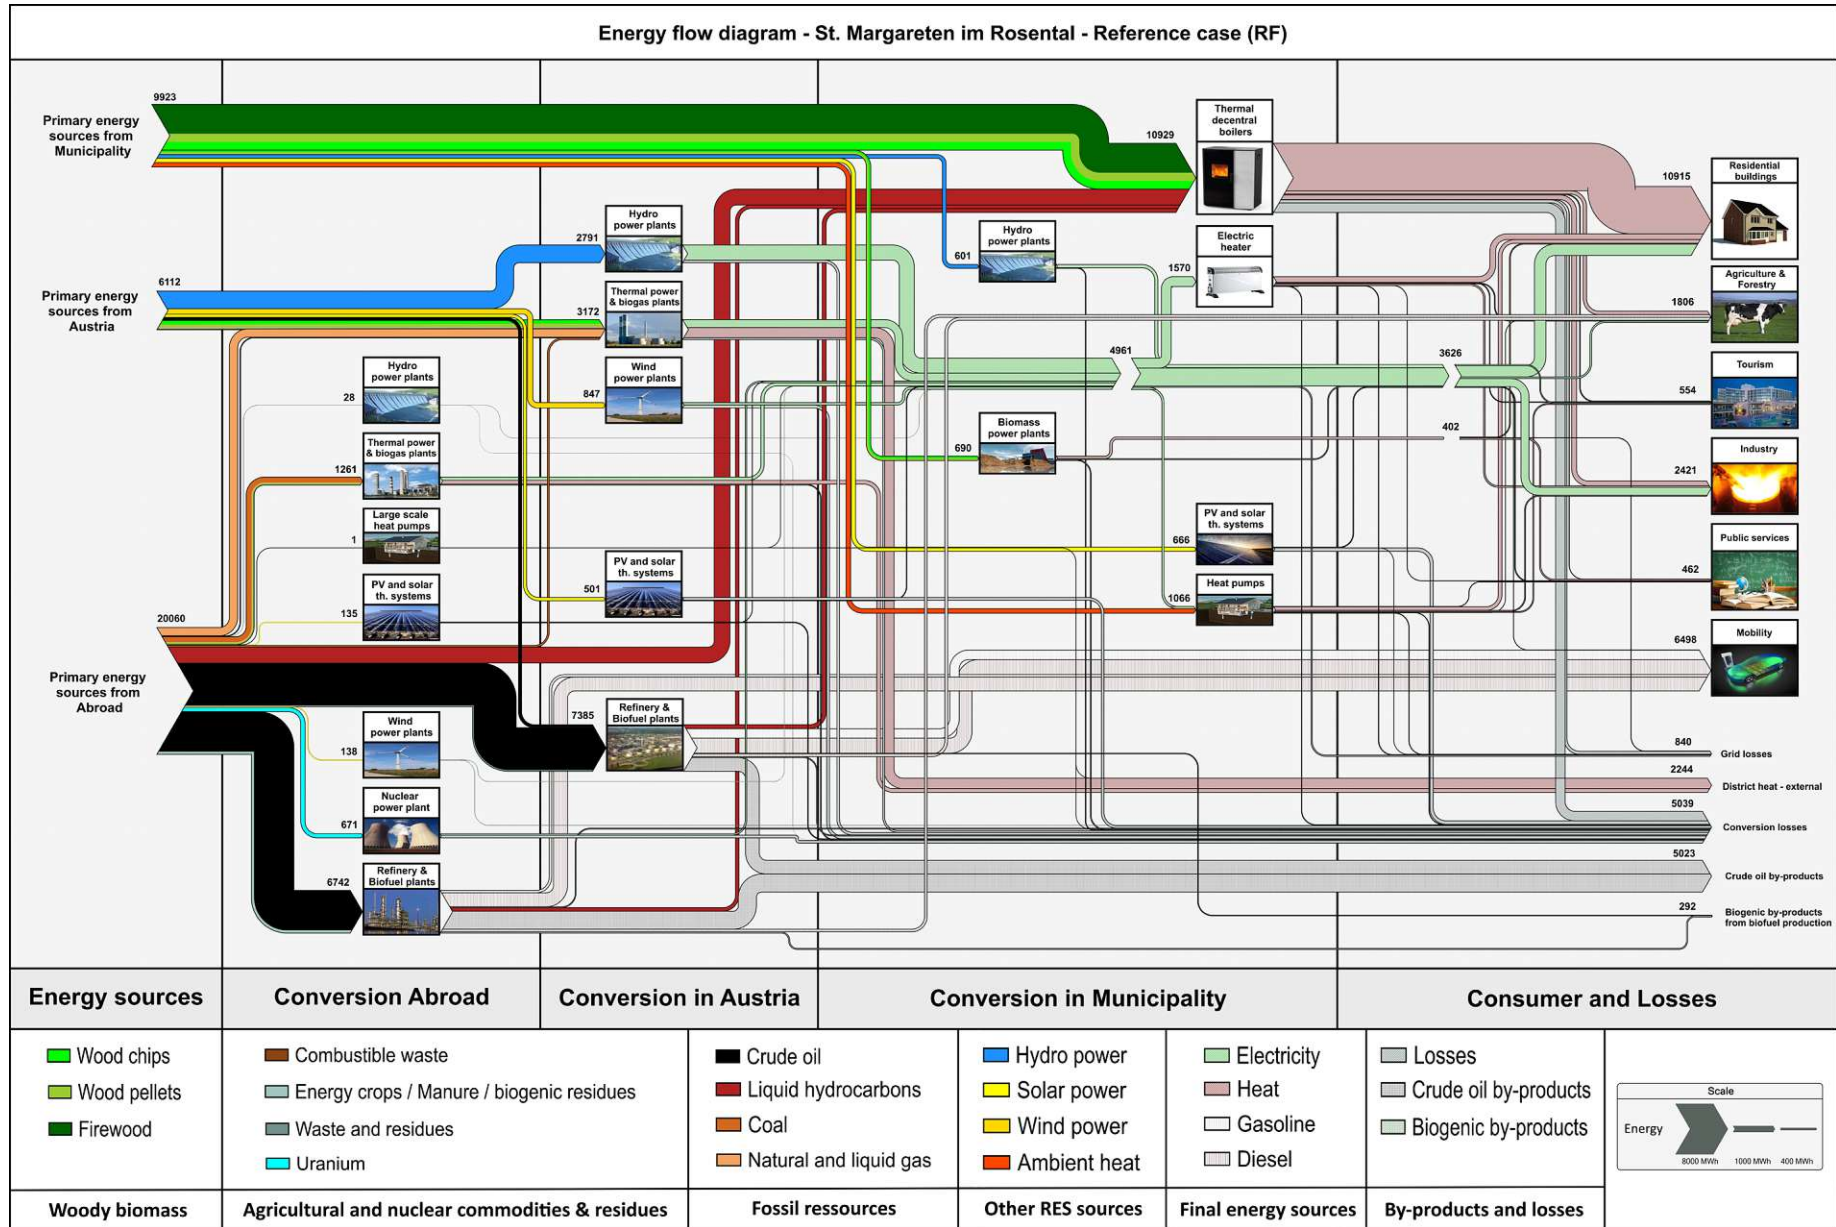 Energy flow diagram - St. Margareten im Rosental - Reference case (RF)
9923
Primary energy
sources from
Municipality
6112
Primary energy
sources from
Austria
20060
Primary energy
sources from
Abroad
Hydro
power plants
28
Thermal power
& biogas plants
1261
Large scale
heat pumps
1
PV and solar
th. systems
135
Wind
power plants
138
Nuclear
power plant
671
Refinery &
Biofuel plants
6742
Hydro
power plants
2791
Thermal power
& biogas plants
3172
Wind
power plants
847
PV and solar
th. systems
501
Refinery &
Biofuel plants
7385
Thermal
decentral
boilers
10929
Hydro
power plants
601
Electric
heater
1570
4961
Biomass
power plants
690
PV and solar
th. systems
666
Heat pumps
1066
3626
402
Residential
buildings
10915
Agriculture &
Forestry
1806
Tourism
554
Industry
2421
Public services
462
Mobility
6498
840
Grid losses
2244
District heat - external
5039
Conversion losses
5023
Crude oil by-products
292
Biogenic by-products
from biofuel production
Energy sources
Conversion Abroad
Conversion in Austria
Conversion in Municipality
Consumer and Losses
Wood chips
Wood pellets
Firewood
Woody biomass
Combustible waste
Energy crops / Manure / biogenic residues
Waste and residues
Uranium
Agricultural and nuclear commodities & residues
Crude oil
Liquid hydrocarbons
Coal
Natural and liquid gas
Fossil ressources
Hydro power
Solar power
Wind power
Ambient heat
Other RES sources
Electricity
Heat
Gasoline
Diesel
Final energy sources
Losses
Crude oil by-products
Biogenic by-products
By-products and losses
Scale
Energy
8000 MWh 1000 MWh 400 MWh